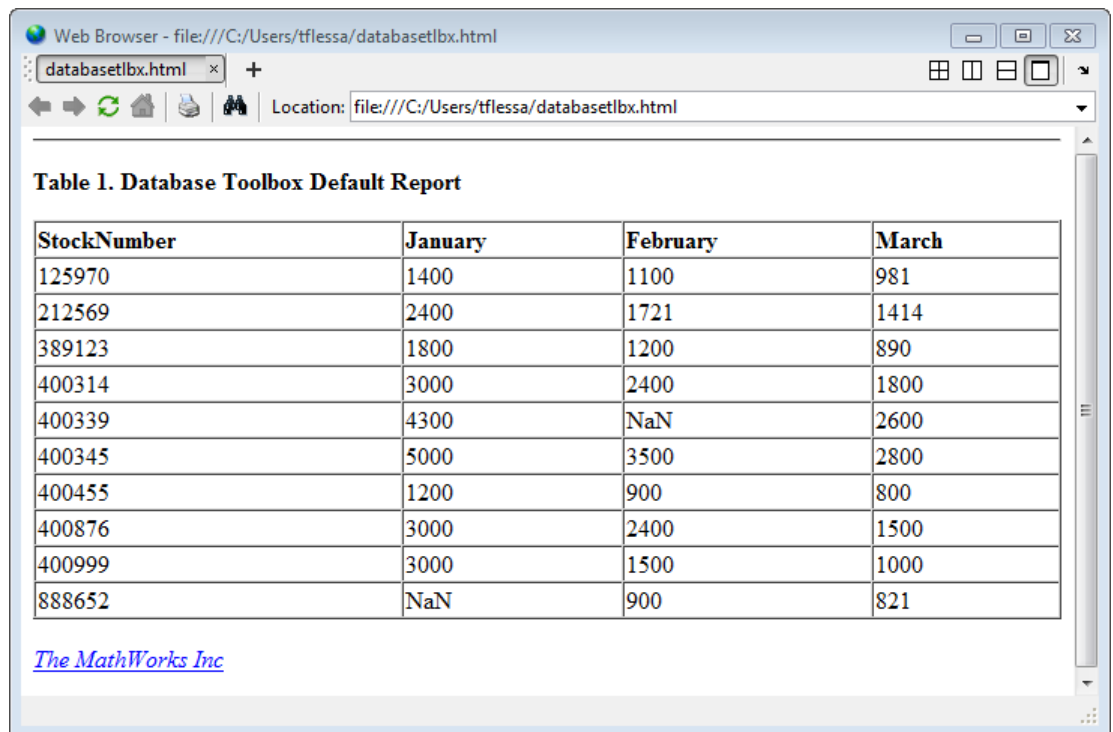 Web Browser - file:///C:/Users/tflessa/databasetlbx.html
databasetlbx.html × +
Location: file:///C:/Users/tflessa/databasetlbx.html
Table 1. Database Toolbox Default Report
StockNumber January February March
125970 1400 1100 981
212569 2400 1721 1414
389123 1800 1200 890
400314 3000 2400 1800
400339 4300 NaN 2600
400345 5000 3500 2800
400455 1200 900 800
400876 3000 2400 1500
400999 3000 1500 1000
888652 NaN 900 821
The MathWorks Inc